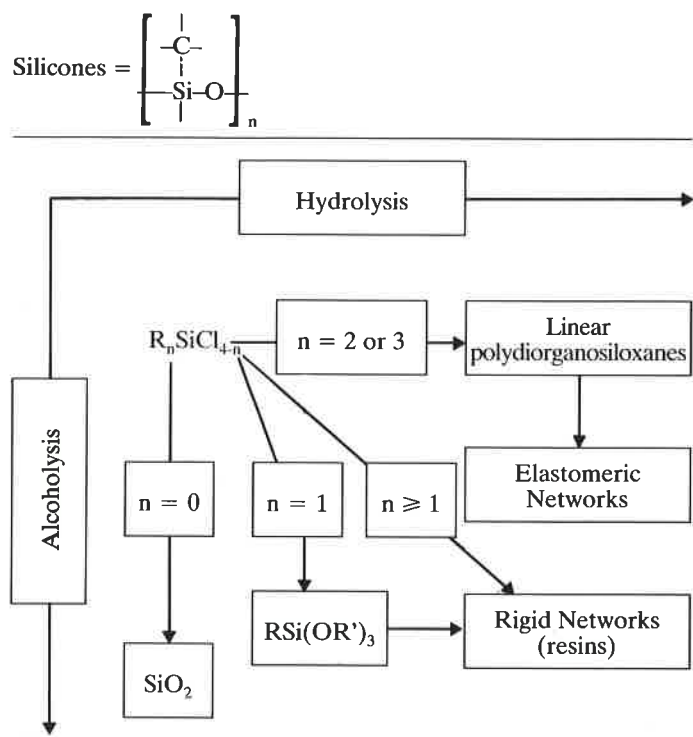 Silicones =
C
Si–O
n
Hydrolysis
RₙSiCl₄₋ₙ
n = 2 or 3
Linear
polydiorganosiloxanes
Alcoholysis
n = 0
n = 1
n ≥ 1
Elastomeric
Networks
SiO₂
RSi(OR’)₃
Rigid Networks
(resins)